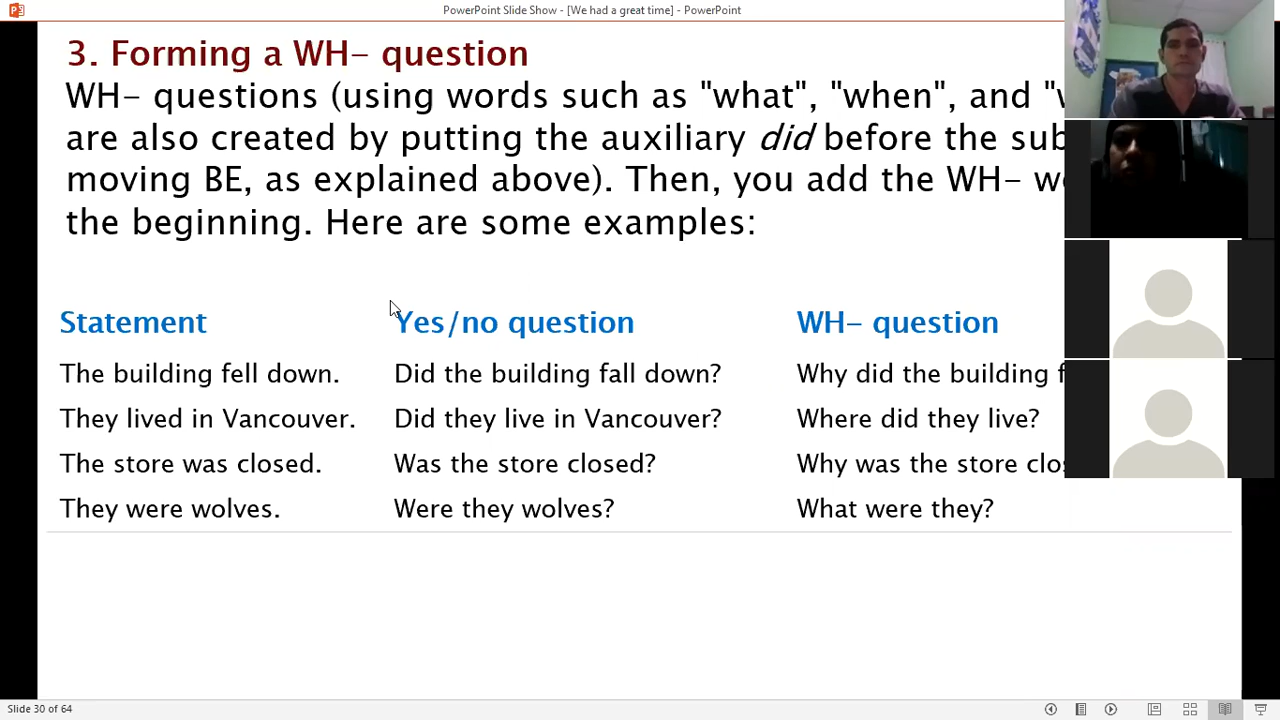 PowerPoint Slide Show - [We had a great time] - PowerPoint
3. Forming a WH- question
WH- questions (using words such as "what", "when", and
are also created by putting the auxiliary did before the
moving BE, as explained above). Then, you add the WH-
the beginning. Here are some examples:
Statement Yes/no question WH- question
The building fell down. Did the building fall down? Why did the building
They lived in Vancouver. Did they live in Vancouver? Where did they live?
The store was closed. Was the store closed? Why was the store
They were wolves. Were they wolves? What were they?
Slide 30 of 64